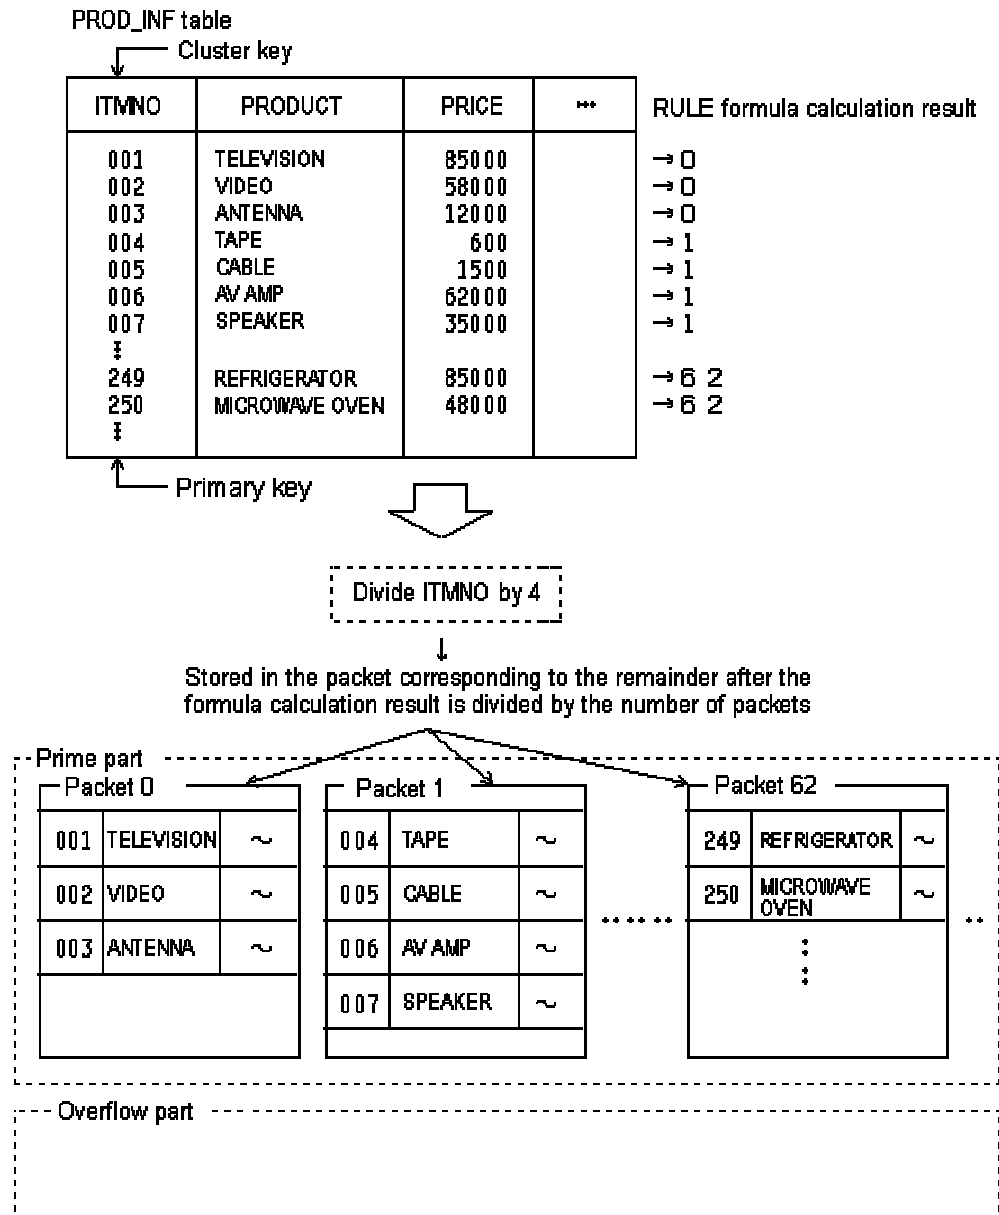 PROD_INF table
Cluster key
ITMNO PRODUCT PRICE ... RULE formula calculation result
001 TELEVISION 85000 →0
002 VIDEO 58000 →0
003 ANTENNA 12000 →0
004 TAPE 600 →1
005 CABLE 1500 →1
006 AV AMP 62000 →1
007 SPEAKER 35000 →1
249 REFRIGERATOR 85000 →6 2
250 MICROWAVE OVEN 48000 →6 2
Primary key
Divide ITMNO by 4
Stored in the packet corresponding to the remainder after the
formula calculation result is divided by the number of packets
Prime part
Packet 0 Packet 1 Packet 62
001 TELEVISION ~ 004 TAPE ~ 249 REFRIGERATOR ~
002 VIDEO ~ 005 CABLE ~ 250 MICROWAVE OVEN ~
003 ANTENNA ~ 006 AV AMP ~
007 SPEAKER ~
Overflow part